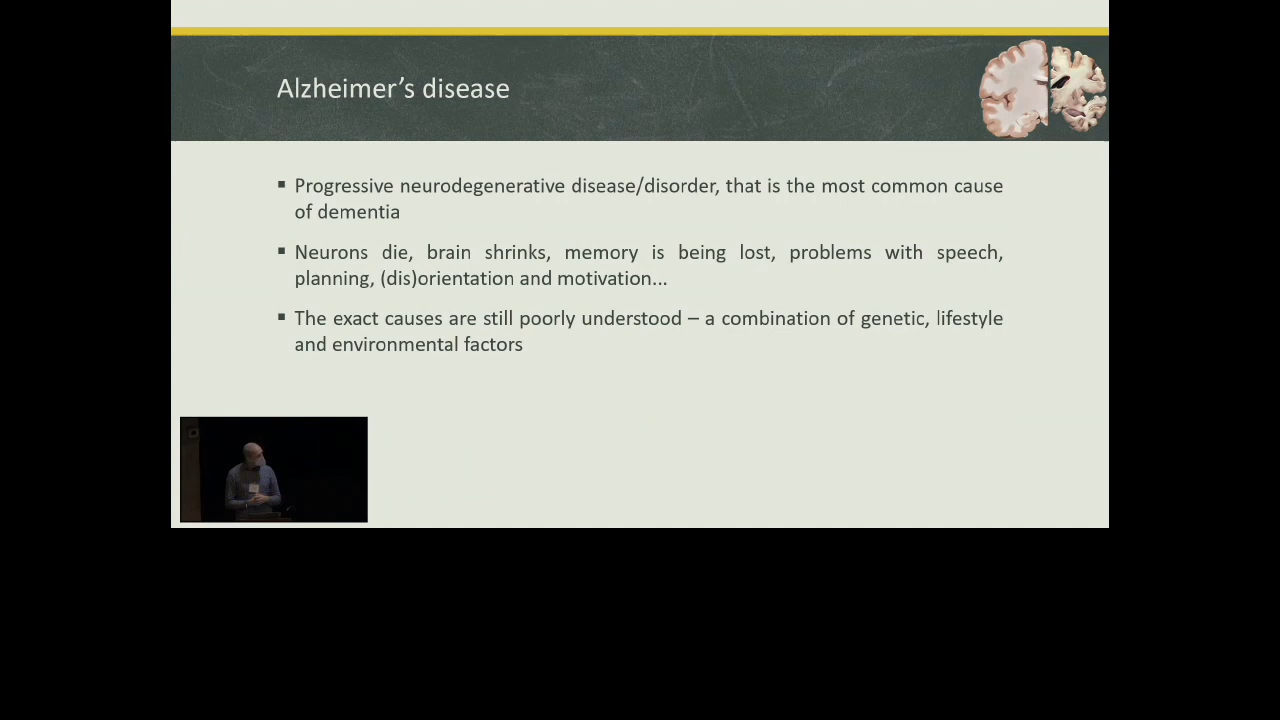 Alzheimer's disease
▪ Progressive neurodegenerative disease/disorder, that is the most common cause
of dementia
▪ Neurons die, brain shrinks, memory is being lost, problems with speech,
planning, (dis)orientation and motivation...
▪ The exact causes are still poorly understood – a combination of genetic, lifestyle
and environmental factors